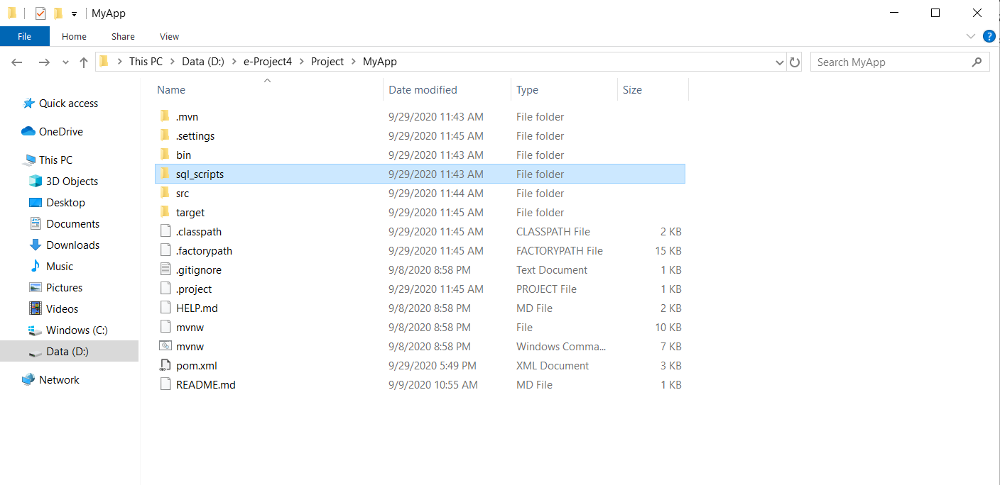 MyApp
File Home Share View
This PC Data (D:) e-Project4 Project MyApp Search MyApp
Name Date modified Type Size
Quick access
OneDrive
This PC
3D Objects
Desktop
Documents
Downloads
Music
Pictures
Videos
Windows (C:)
Data (D:)
Network
.mvn 9/29/2020 11:43 AM File folder
.settings 9/29/2020 11:45 AM File folder
bin 9/29/2020 11:43 AM File folder
sql_scripts 9/29/2020 11:43 AM File folder
src 9/29/2020 11:44 AM File folder
target 9/29/2020 11:45 AM File folder
.classpath 9/29/2020 11:45 AM CLASSPATH File 2 KB
.factorypath 9/29/2020 11:45 AM FACTORYPATH File 15 KB
.gitignore 9/8/2020 8:58 PM Text Document 1 KB
.project 9/29/2020 11:45 AM PROJECT File 1 KB
HELP.md 9/8/2020 8:58 PM MD File 2 KB
mvnw 9/8/2020 8:58 PM File 10 KB
mvnw 9/8/2020 8:58 PM Windows Comma... 7 KB
pom.xml 9/29/2020 5:49 PM XML Document 3 KB
README.md 9/9/2020 10:55 AM MD File 1 KB